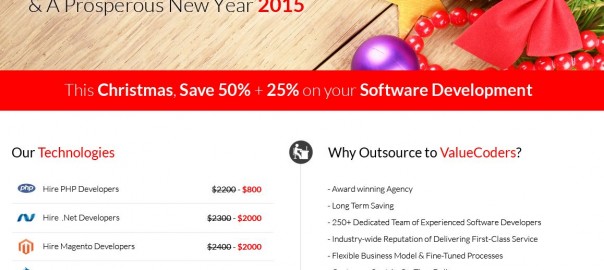 & A Prosperous New Year 2015
This Christmas, Save 50% + 25% on your Software Development
Our Technologies
php Hire PHP Developers $2200 - $800
Hire .Net Developers $2300 - $2000
Hire Magento Developers $2400 - $2000
Why Outsource to ValueCoders?
- Award winning Agency
- Long Term Saving
- 250+ Dedicated Team of Experienced Software Developers
- Industry-wide Reputation of Delivering First-Class Service
- Flexible Business Model & Fine-Tuned Processes